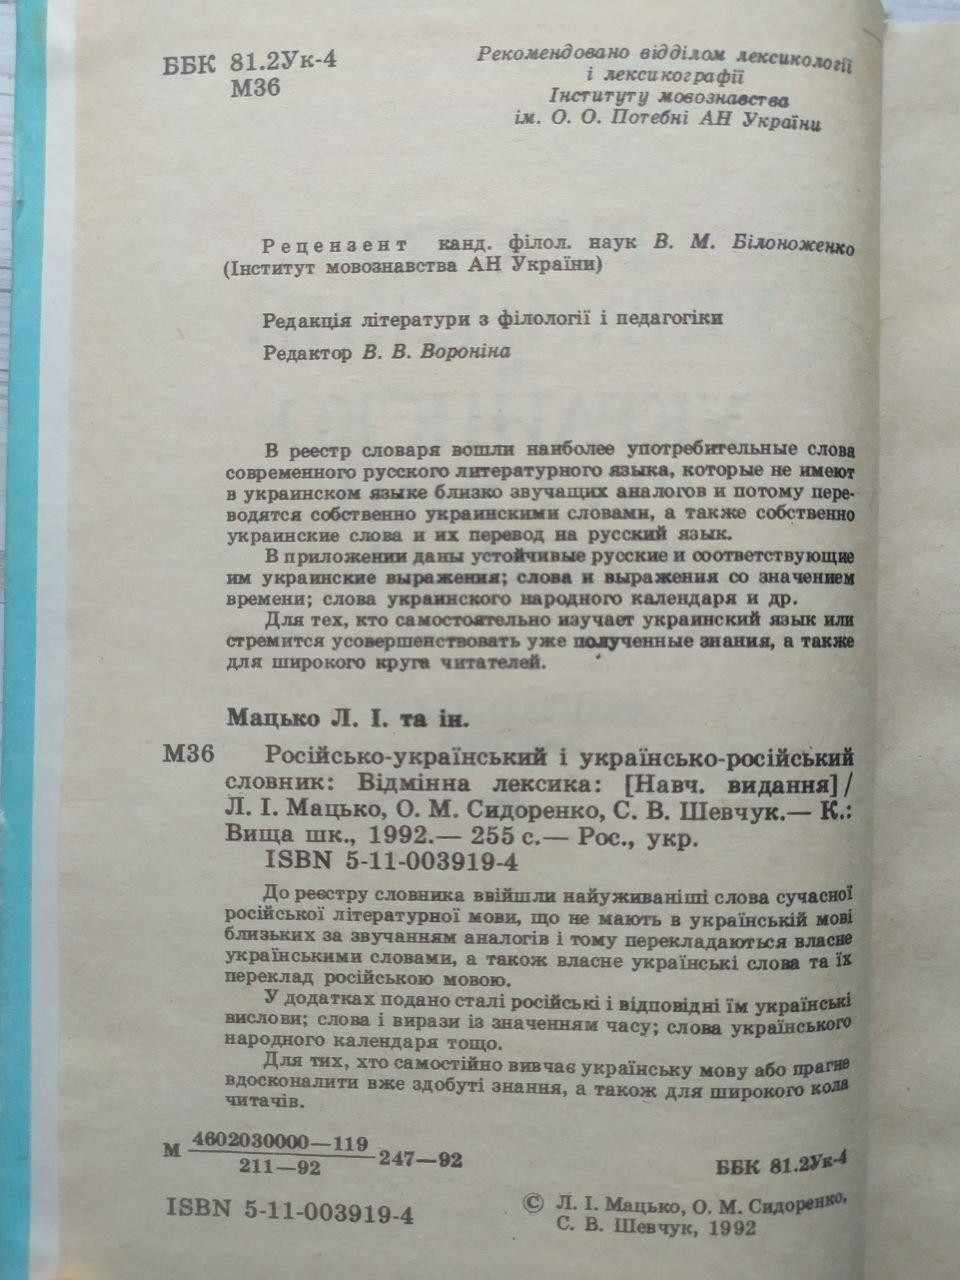 ББК 81.2Ук-4
М36
Рекомендовано відділом лексикології
і лексикографії
Інституту мовознавства
ім. О. О. Потебні АН України
Рецензент канд. філол. наук В. М. Білоноженко
(Інститут мовознавства АН України)
Редакція літератури з філології і педагогіки
Редактор В. В. Вороніна
В реестр словаря вошли наиболее употребительные слова
современного русского литературного языка, которые не имеют
в украинском языке близко звучащих аналогов и потому пере-
водятся собственно украинскими словами, а также собственно
украинские слова и их перевод на русский язык.
В приложении даны устойчивые русские и соответствующие
им украинские выражения; слова и выражения со значением
времени; слова украинского народного календаря и др.
Для тех, кто самостоятельно изучает украинский язык или
стремится усовершенствовать уже полученные знания, а также
для широкого круга читателей.
Мацько Л. І. та ін.
М36 Російсько-український і українсько-російський
словник: Відмінна лексика: [Навч. видання]/
Л. І. Мацько, О. М. Сидоренко, С. В. Шевчук.— К.:
Вища шк., 1992.— 255 с.— Рос., укр.
ISBN 5-11-003919-4
До реєстру словника ввійшли найуживаніші слова сучасної
російської літературної мови, що не мають в українській мові
близьких за звучанням аналогів і тому перекладаються власне
українськими словами, а також власне українські слова та їх
переклад російською мовою.
У додатках подано сталі російські і відповідні їм українські
вислови; слова і вирази із значенням часу; слова українського
народного календаря тощо.
Для тих, хто самостійно вивчає українську мову або прагне
вдосконалити вже здобуті знання, а також для широкого кола
читачів.
М 4602030000—119
211—92
247—92
ББК 81.2Ук-4
ISBN 5-11-003919-4
© Л. І. Мацько, О. М. Сидоренко,
С. В. Шевчук, 1992